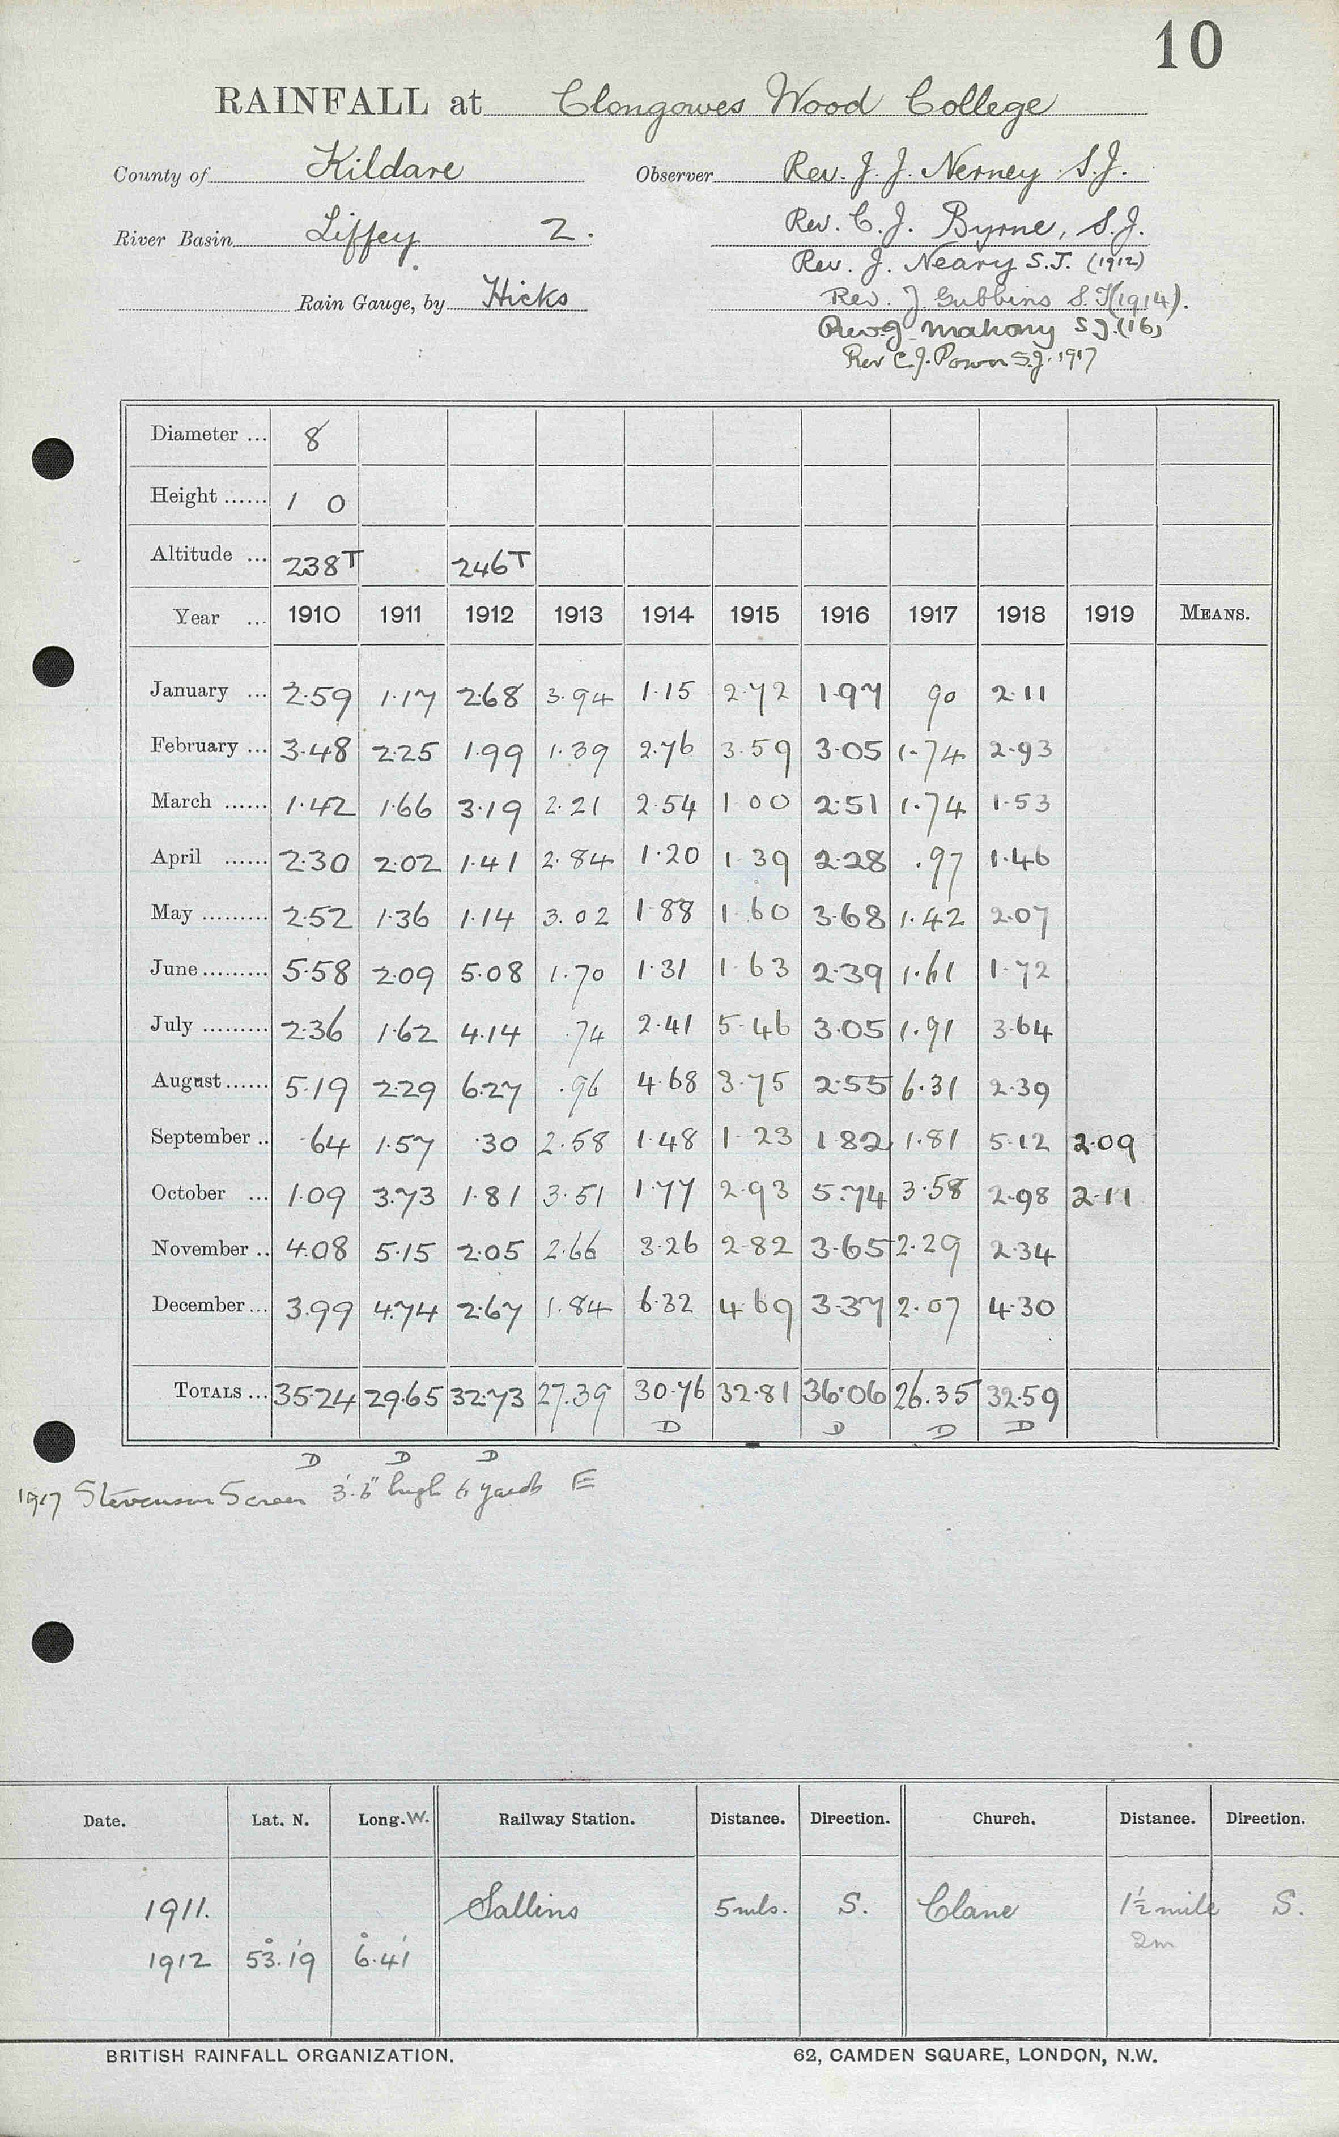 10
RAINFALL at Clongowes Wood College
County of Kildare Observer Rev. J. J. Nerney S.J.
River Basin Liffey 2. Rev. C. J. Byrne, S.J.
Rev. J. Neary S.J. (1912)
Rain Gauge, by Hicks Rev. J Gubbins S.J (1914).
Rev. J Mahony S J. (16)
Rev C. J. Power S.J. 1917
Diameter ... 8
Height ...... 1 0
Altitude ... 238T 246T
Year ... 1910 1911 1912 1913 1914 1915 1916 1917 1918 1919 MEANS.
January ... 2.59 1.17 2.68 3.94 1.15 2.72 1.97 90 2.11
February ... 3.48 2.25 1.99 1.39 2.76 3.59 3.05 1.74 2.93
March ...... 1.42 1.66 3.19 2.21 2.54 1.00 2.51 1.74 1.53
April ...... 2.30 2.02 1.41 2.84 1.20 1.39 2.28 .97 1.46
May ......... 2.52 1.36 1.14 3.02 1.88 1.60 3.68 1.42 2.07
June ......... 5.58 2.09 5.08 1.70 1.31 1.63 2.39 1.61 1.72
July ......... 2.36 1.62 4.14 .74 2.41 5.46 3.05 1.91 3.64
August ...... 5.19 2.29 6.27 .96 4.68 3.75 2.55 6.31 2.39
September .. .64 1.57 .30 2.58 1.48 1.23 1.82 1.81 5.12 2.09
October ... 1.09 3.73 1.81 3.51 1.77 2.93 5.74 3.58 2.98 2.11
November .. 4.08 5.15 2.05 2.66 3.26 2.82 3.65 2.29 2.34
December ... 3.99 4.74 2.67 1.84 6.32 4.69 3.37 2.07 4.30
TOTALS ... 35.24 29.65 32.73 27.39 30.76 32.81 36.06 26.35 32.59
D D D D
D D D
1917 Stevenson Screen 3'.6" high 6 yards E
Date. Lat. N. Long. W. Railway Station. Distance. Direction. Church. Distance. Direction.
1911. Sallins 5 mls. S. Clane 1½ mile S.
2m
1912 53°.19' 6°.41'
BRITISH RAINFALL ORGANIZATION. 62, CAMDEN SQUARE, LONDON, N.W.